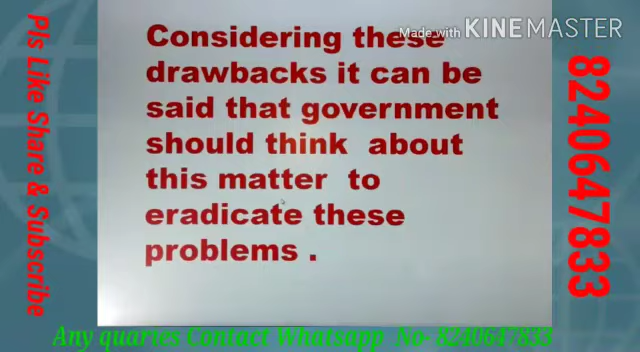 Made with KINEMASTER
Considering these
drawbacks it can be
said that government
should think about
this matter to
eradicate these
problems .
Pls Like Share & Subscribe
8240647833
Any quaries Contact Whatsapp No- 8240647833